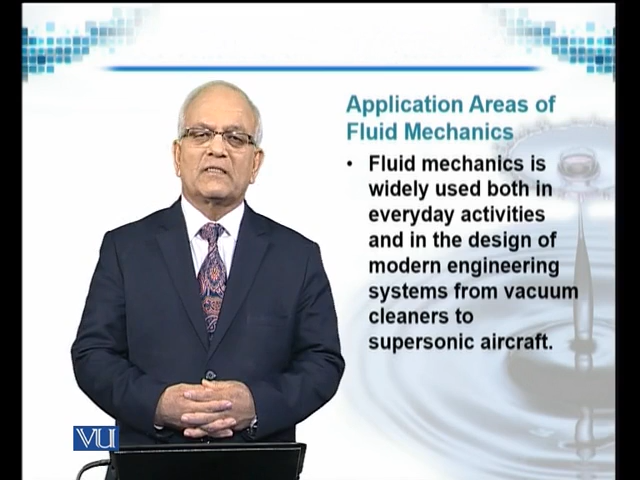 Application Areas of
Fluid Mechanics
• Fluid mechanics is
widely used both in
everyday activities
and in the design of
modern engineering
systems from vacuum
cleaners to
supersonic aircraft.
VU